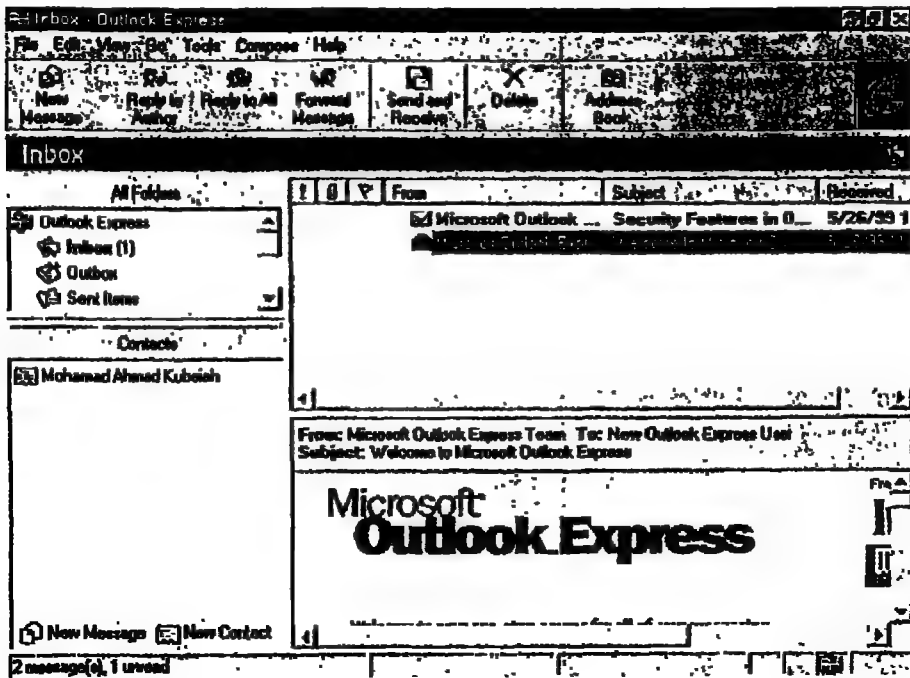 Inbox - Outlook Express
File Edit View Go Tools Compose Help
New Message
Reply to Author
Reply to All
Forward Message
Send and Receive
Delete
Address Book
Inbox
All Folders
Outlook Express
Inbox (1)
Outbox
Sent Items
Contacts
Mohamad Ahmad Kubaiah
New Message New Contact
! From Subject Received
Microsoft Outlook ... Security Features in O... 5/26/99 1
From: Microsoft Outlook Express Team To: New Outlook Express User
Subject: Welcome to Microsoft Outlook Express
Fre
Microsoft
Outlook Express
2 message(s), 1 unread